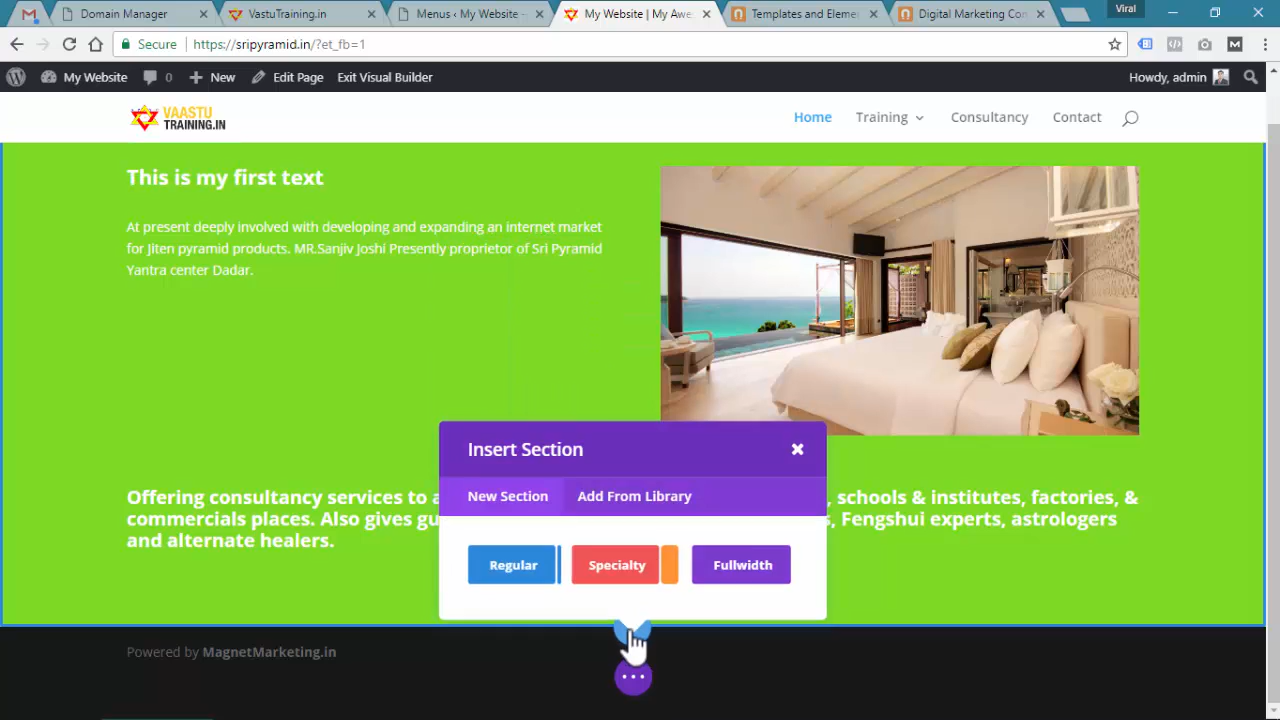 Viral
Domain Manager
VastuTraining.in
Menus ‹ My Website –
My Website | My Awe
Templates and Eleme
Digital Marketing Con
Secure
https://sripyramid.in/?et_fb=1
My Website
0
New
Edit Page
Exit Visual Builder
Howdy, admin
VAASTU
TRAINING.IN
Home
Training
Consultancy
Contact
This is my first text
At present deeply involved with developing and expanding an internet market
for Jiten pyramid products. MR.Sanjiv Joshi Presently proprietor of Sri Pyramid
Yantra center Dadar.
Insert Section
New Section
Add From Library
Regular
Specialty
Fullwidth
Offering consultancy services to a , schools & institutes, factories, &
commercials places. Also gives gu , Fengshui experts, astrologers
and alternate healers.
Powered by MagnetMarketing.in